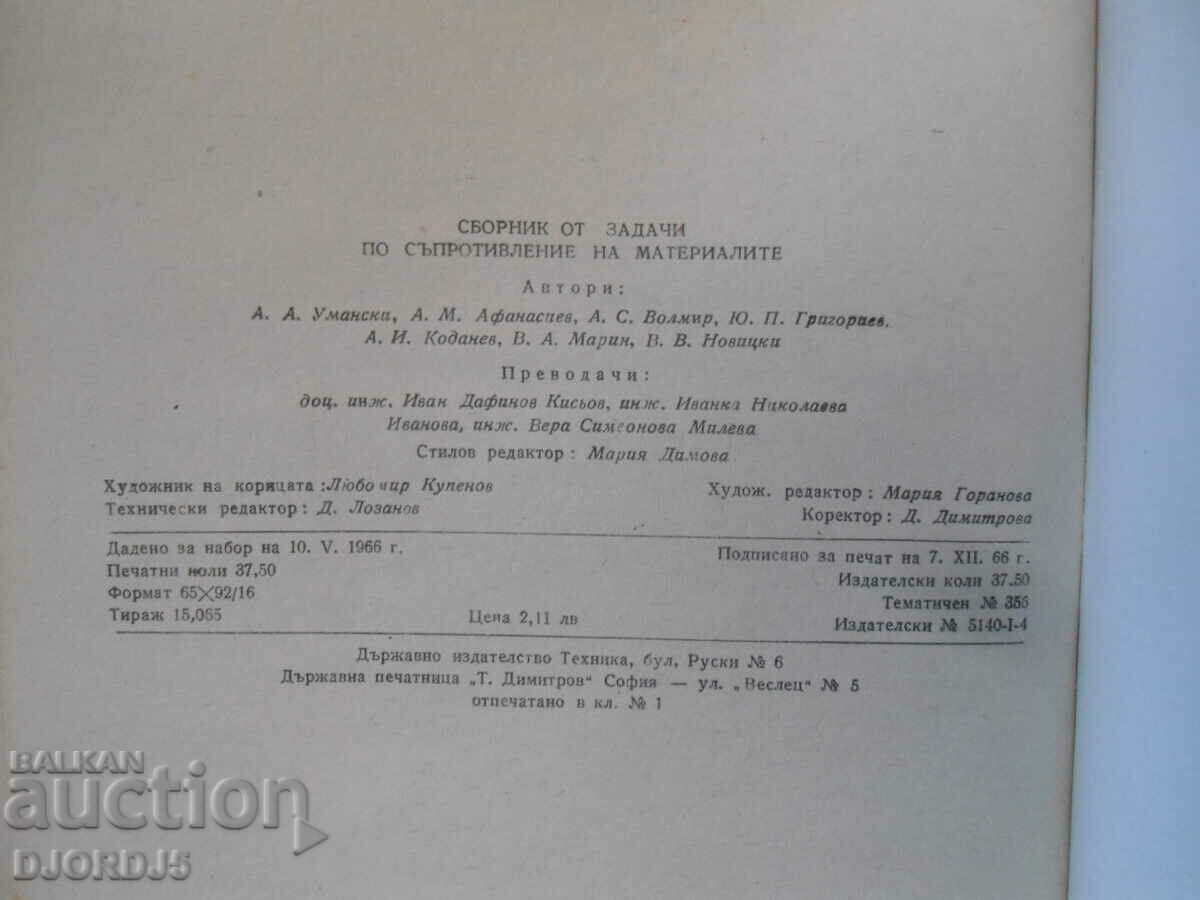 СБОРНИК ОТ ЗАДАЧИ
ПО СЪПРОТИВЛЕНИЕ НА МАТЕРИАЛИТЕ
Автори:
А. А. Умански, А. М. Афанасиев, А. С. Волмир, Ю. П. Григориев.
А. И. Коданев, В. А. Марин, В. В. Новицки
Преводачи:
доц. инж. Иван Дафинов Кисьов, инж. Иванка Николаева
Иванова, инж. Вера Симеонова Милева
Стилов редактор: Мария Димова
Художник на корицата: Любомир Купенов
Худож. редактор: Мария Горанова
Технически редактор: Д. Лозанов
Коректор: Д. Димитрова
Дадено за набор на 10. V. 1966 г.
Подписано за печат на 7. XII. 66 г.
Печатни коли 37,50
Издателски коли 37.50
Формат 65×92/16
Тематичен № 356
Тираж 15,065
Цена 2,11 лв
Издателски № 5140-I-4
Държавно издателство Техника, бул, Руски № 6
Държавна печатница „Т. Димитров“ София — ул. „Веслец“ № 5
отпечатано в кл. № 1
BALKAN
auction
DJORDJ5